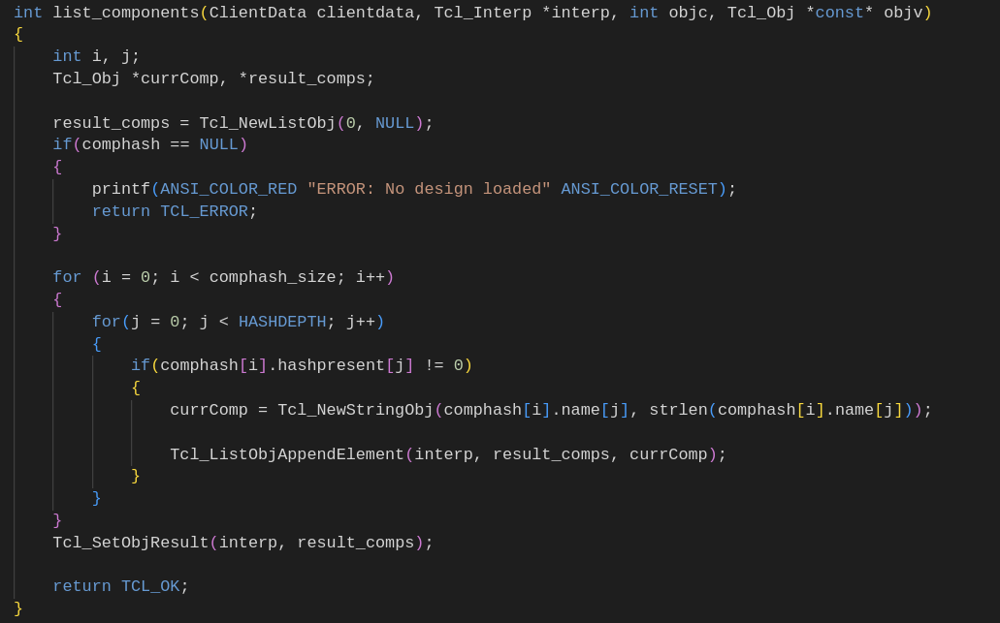 int list_components(ClientData clientdata, Tcl_Interp *interp, int objc, Tcl_Obj *const* objv)
{
    int i, j;
    Tcl_Obj *currComp, *result_comps;

    result_comps = Tcl_NewListObj(0, NULL);
    if(comphash == NULL)
    {
        printf(ANSI_COLOR_RED "ERROR: No design loaded" ANSI_COLOR_RESET);
        return TCL_ERROR;
    }

    for (i = 0; i < comphash_size; i++)
    {
        for(j = 0; j < HASHDEPTH; j++)
        {
            if(comphash[i].hashpresent[j] != 0)
            {
                currComp = Tcl_NewStringObj(comphash[i].name[j], strlen(comphash[i].name[j]));

                Tcl_ListObjAppendElement(interp, result_comps, currComp);
            }
        }
    }
    Tcl_SetObjResult(interp, result_comps);

    return TCL_OK;
}